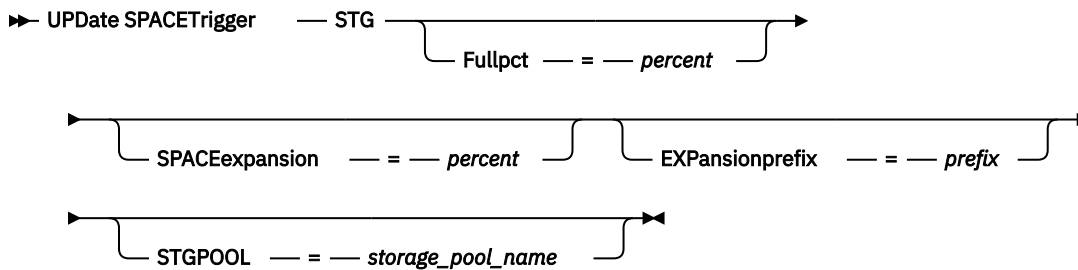 UPDate SPACETrigger STG
Fullpct = percent
SPACEexpansion = percent EXPansionprefix = prefix
STGPOOL = storage_pool_name